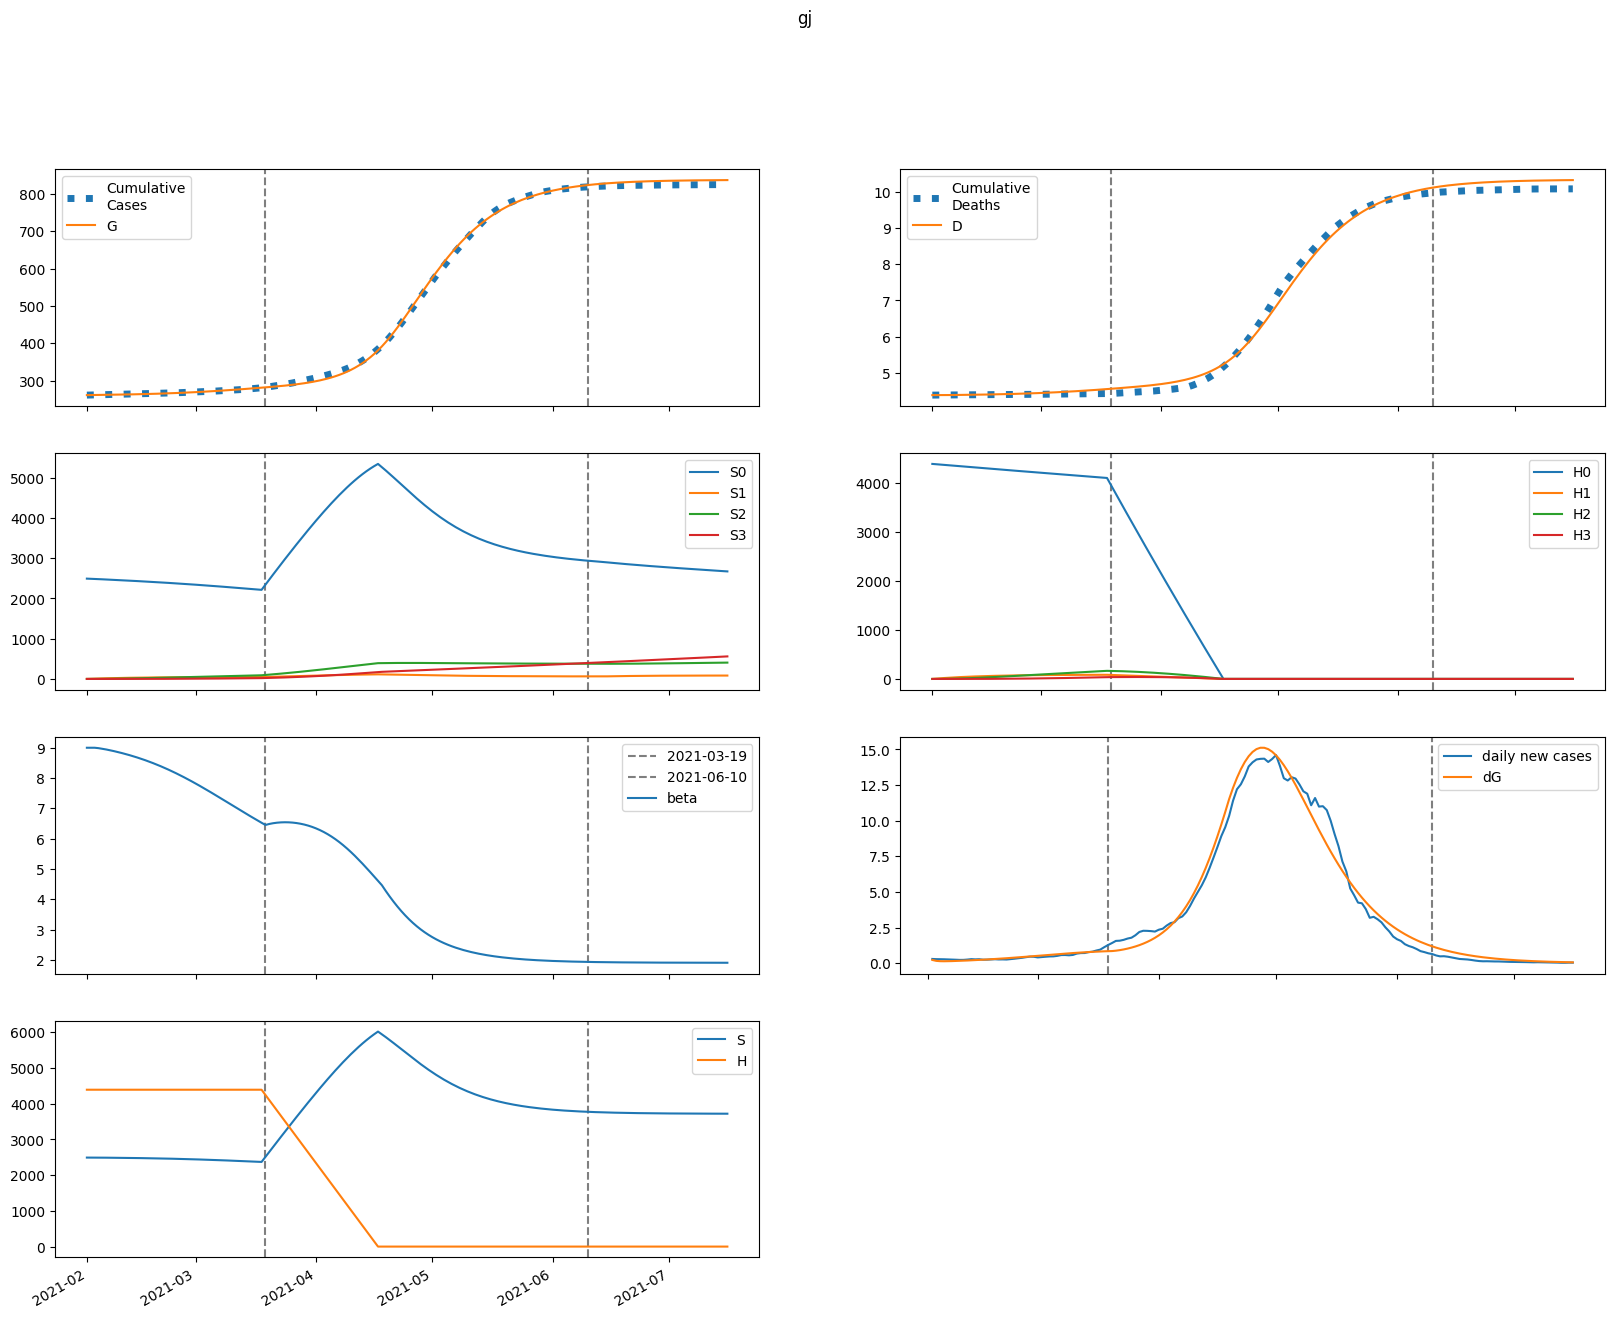 gj
Cumulative
Cases
G
800
700
600
500
400
300
Cumulative
Deaths
D
10
9
8
7
6
5
S0
S1
S2
S3
5000
4000
3000
2000
1000
0
H0
H1
H2
H3
4000
3000
2000
1000
0
2021-03-19
2021-06-10
beta
9
8
7
6
5
4
3
2
daily new cases
dG
15.0
12.5
10.0
7.5
5.0
2.5
0.0
S
H
6000
5000
4000
3000
2000
1000
0
2021-02
2021-03
2021-04
2021-05
2021-06
2021-07